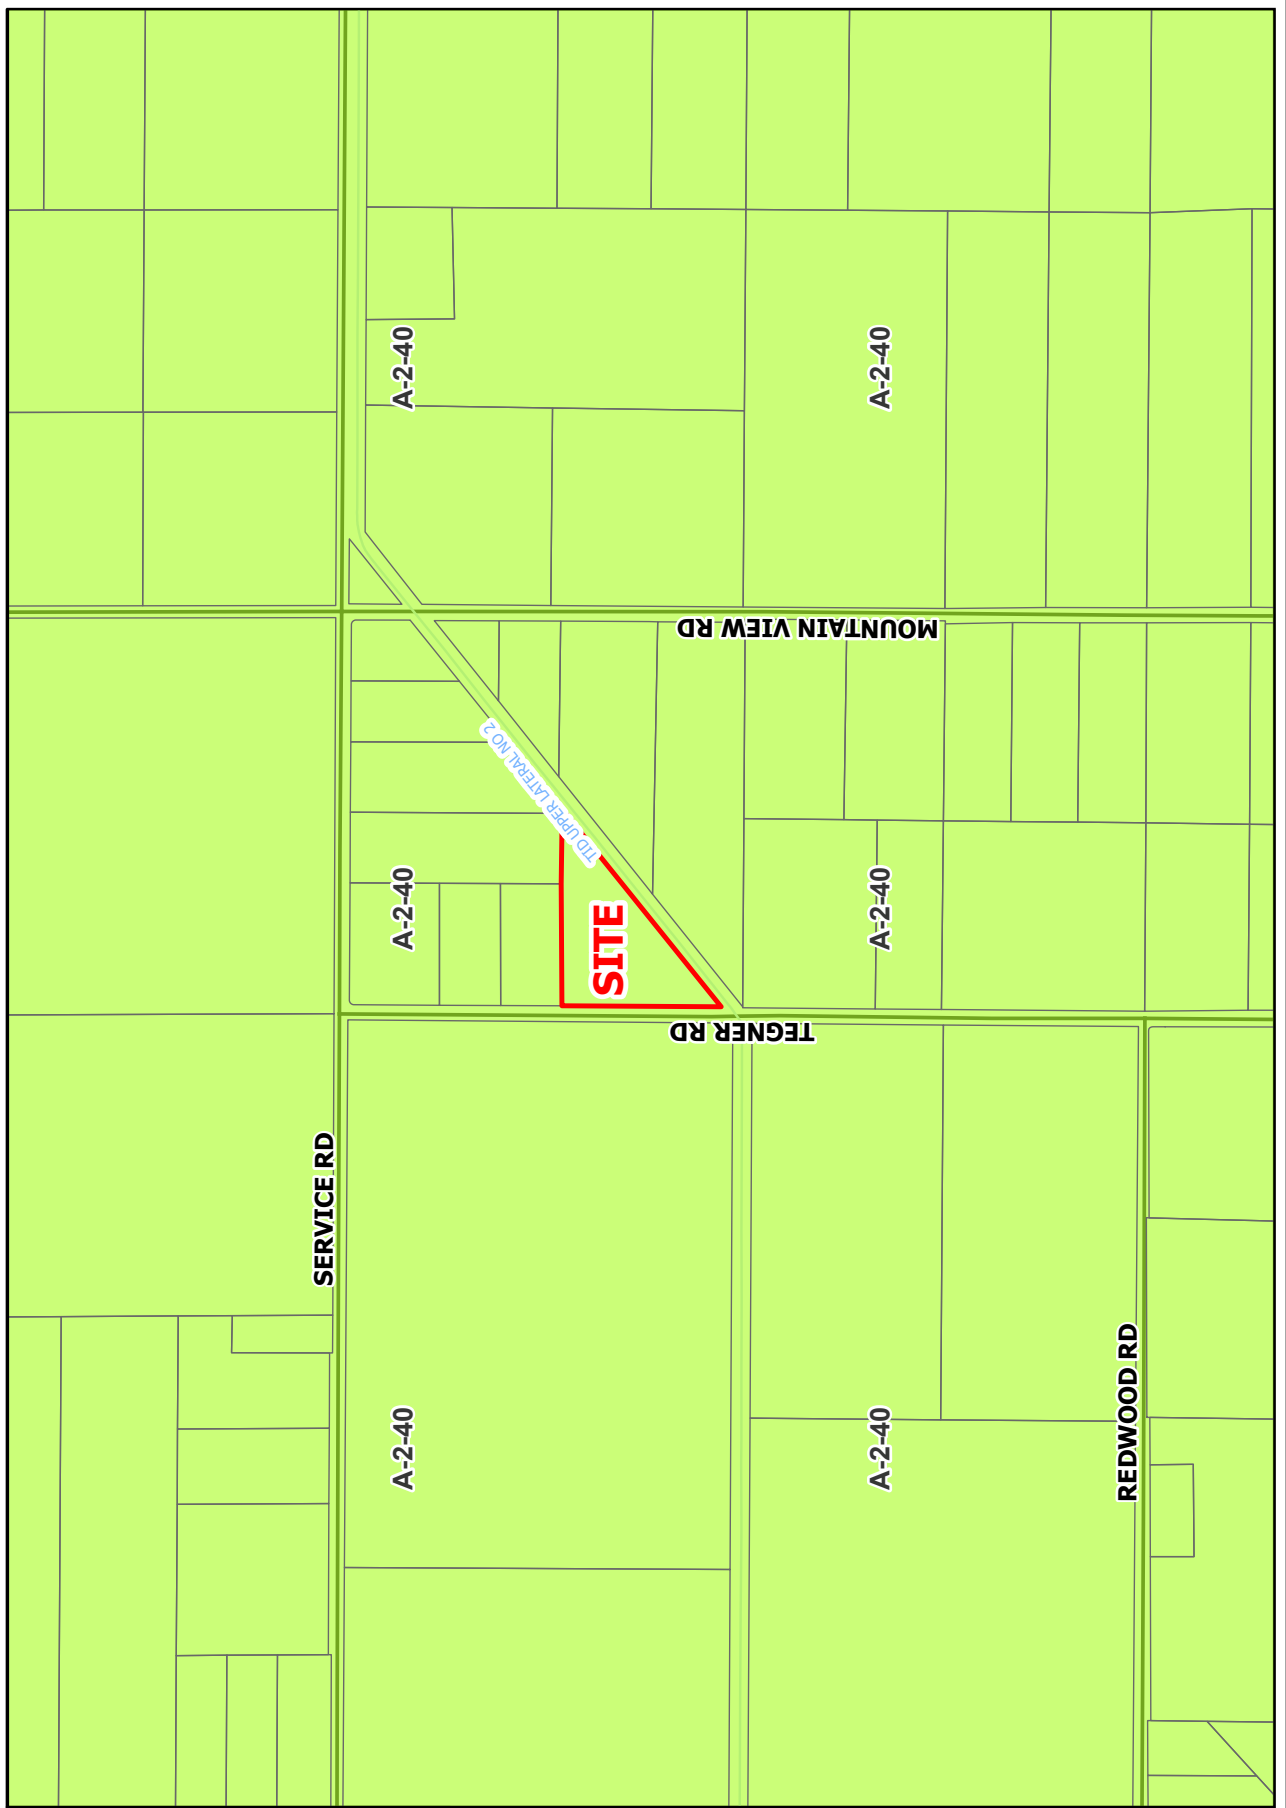 A-2-40
A-2-40
MOUNTAIN VIEW RD
TID UPPER LATERAL NO 2
A-2-40
A-2-40
SITE
TEGNER RD
SERVICE RD
REDWOOD RD
A-2-40
A-2-40